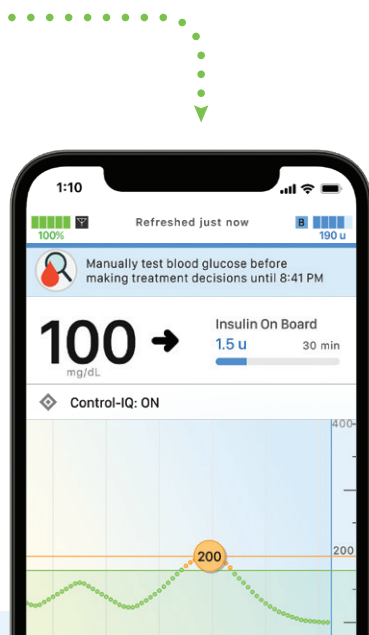 1:10
100%
Refreshed just now
B
190 u
Manually test blood glucose before
making treatment decisions until 8:41 PM
100
mg/dL
Insulin On Board
1.5 u 30 min
Control-IQ: ON
400
200
200